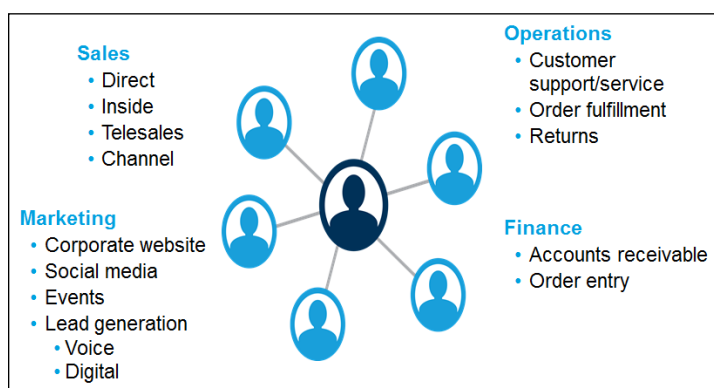 Sales
• Direct
• Inside
• Telesales
• Channel
Operations
• Customer
support/service
• Order fulfillment
• Returns
Marketing
• Corporate website
• Social media
• Events
• Lead generation
• Voice
• Digital
Finance
• Accounts receivable
• Order entry